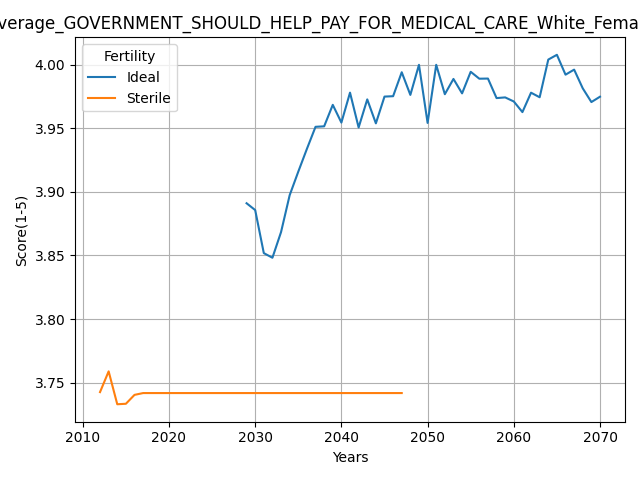 verage_GOVERNMENT_SHOULD_HELP_PAY_FOR_MEDICAL_CARE_White_Fema
Fertility
Ideal
Sterile
Score(1-5)
4.00
3.95
3.90
3.85
3.80
3.75
2010 2020 2030 2040 2050 2060 2070
Years